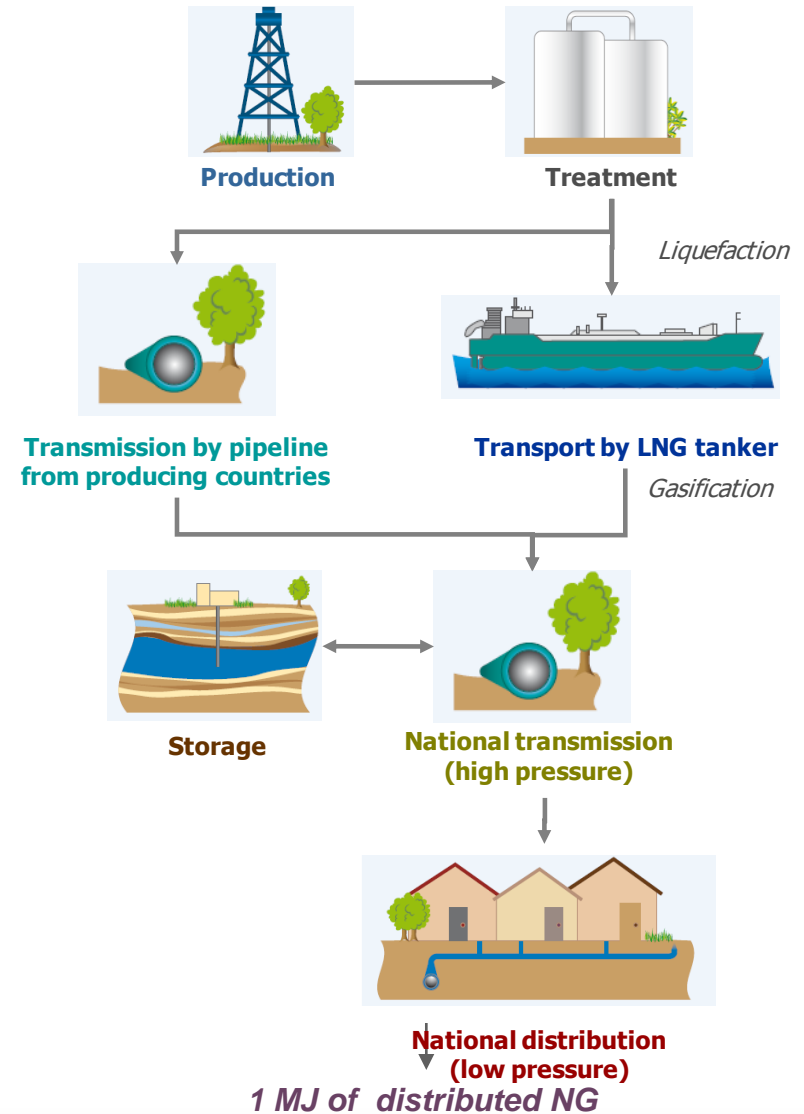 Production
Treatment
Liquefaction
Transmission by pipeline
from producing countries
Transport by LNG tanker
Gasification
Storage
National transmission
(high pressure)
National distribution
(low pressure)
1 MJ of distributed NG